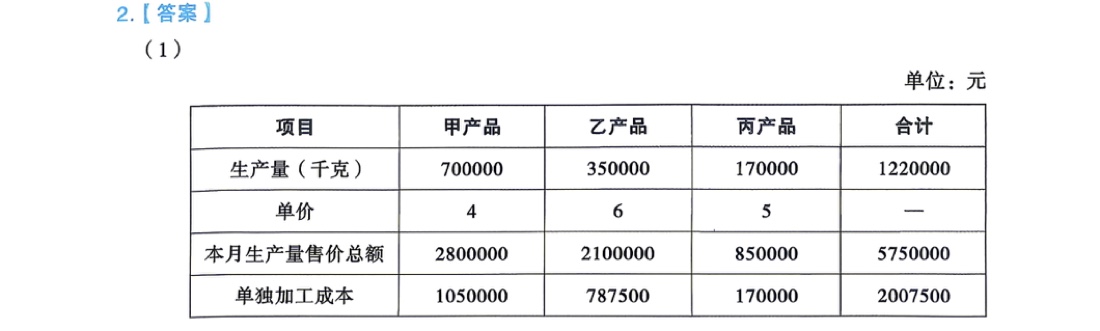 2.【答案】
（1）
单位：元
项目 甲产品 乙产品 丙产品 合计
生产量（千克） 700000 350000 170000 1220000
单价 4 6 5 —
本月生产量售价总额 2800000 2100000 850000 5750000
单独加工成本 1050000 787500 170000 2007500